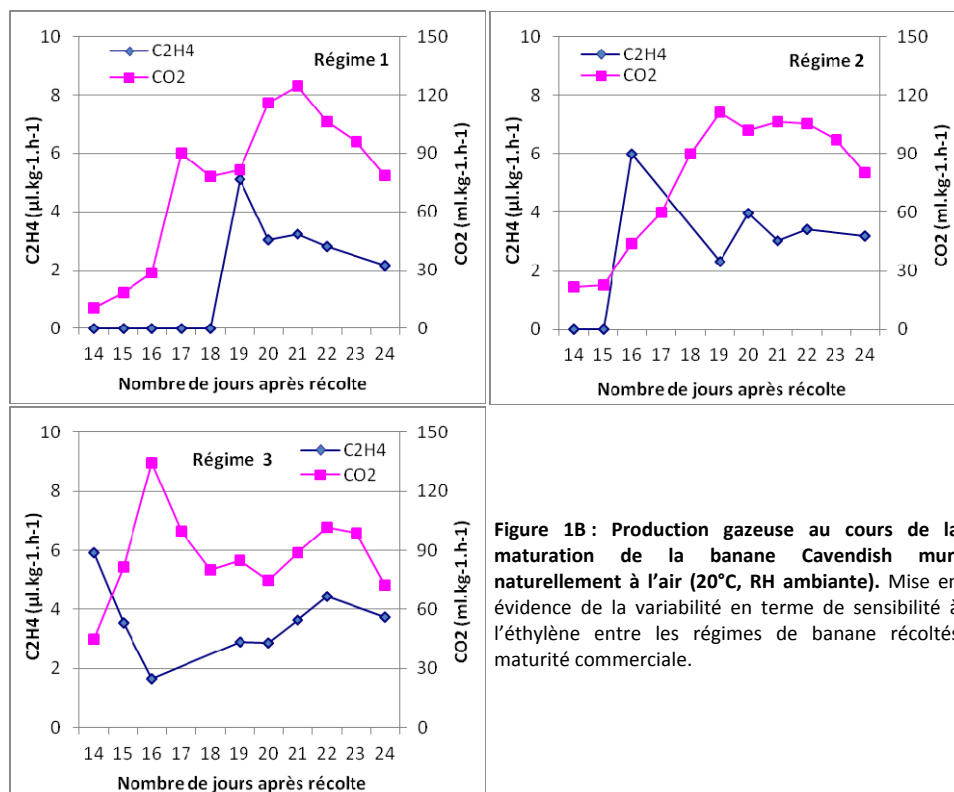 C2H4
CO2
Régime 1
10
8
6
4
2
0
C2H4 (µl.kg-1.h-1)
150
120
90
60
30
0
CO2 (ml.kg-1.h-1)
14 15 16 17 18 19 20 21 22 23 24
Nombre de jours après récolte
C2H4
CO2
Régime 2
10
8
6
4
2
0
C2H4 (µl.kg-1.h-1)
150
120
90
60
30
0
CO2 (ml.kg-1.h-1)
14 15 16 17 18 19 20 21 22 23 24
Nombre de jours après récolte
Régime 3
C2H4
CO2
10
8
6
4
2
0
C2H4 (µl.kg-1.h-1)
150
120
90
60
30
0
CO2 (ml.kg-1.h-1)
14 15 16 17 18 19 20 21 22 23 24
Nombre de jours après récolte
Figure 1B : Production gazeuse au cours de la
maturation de la banane Cavendish mur
naturellement à l’air (20°C, RH ambiante). Mise en
évidence de la variabilité en terme de sensibilité à
l’éthylène entre les régimes de banane récoltés
maturité commerciale.